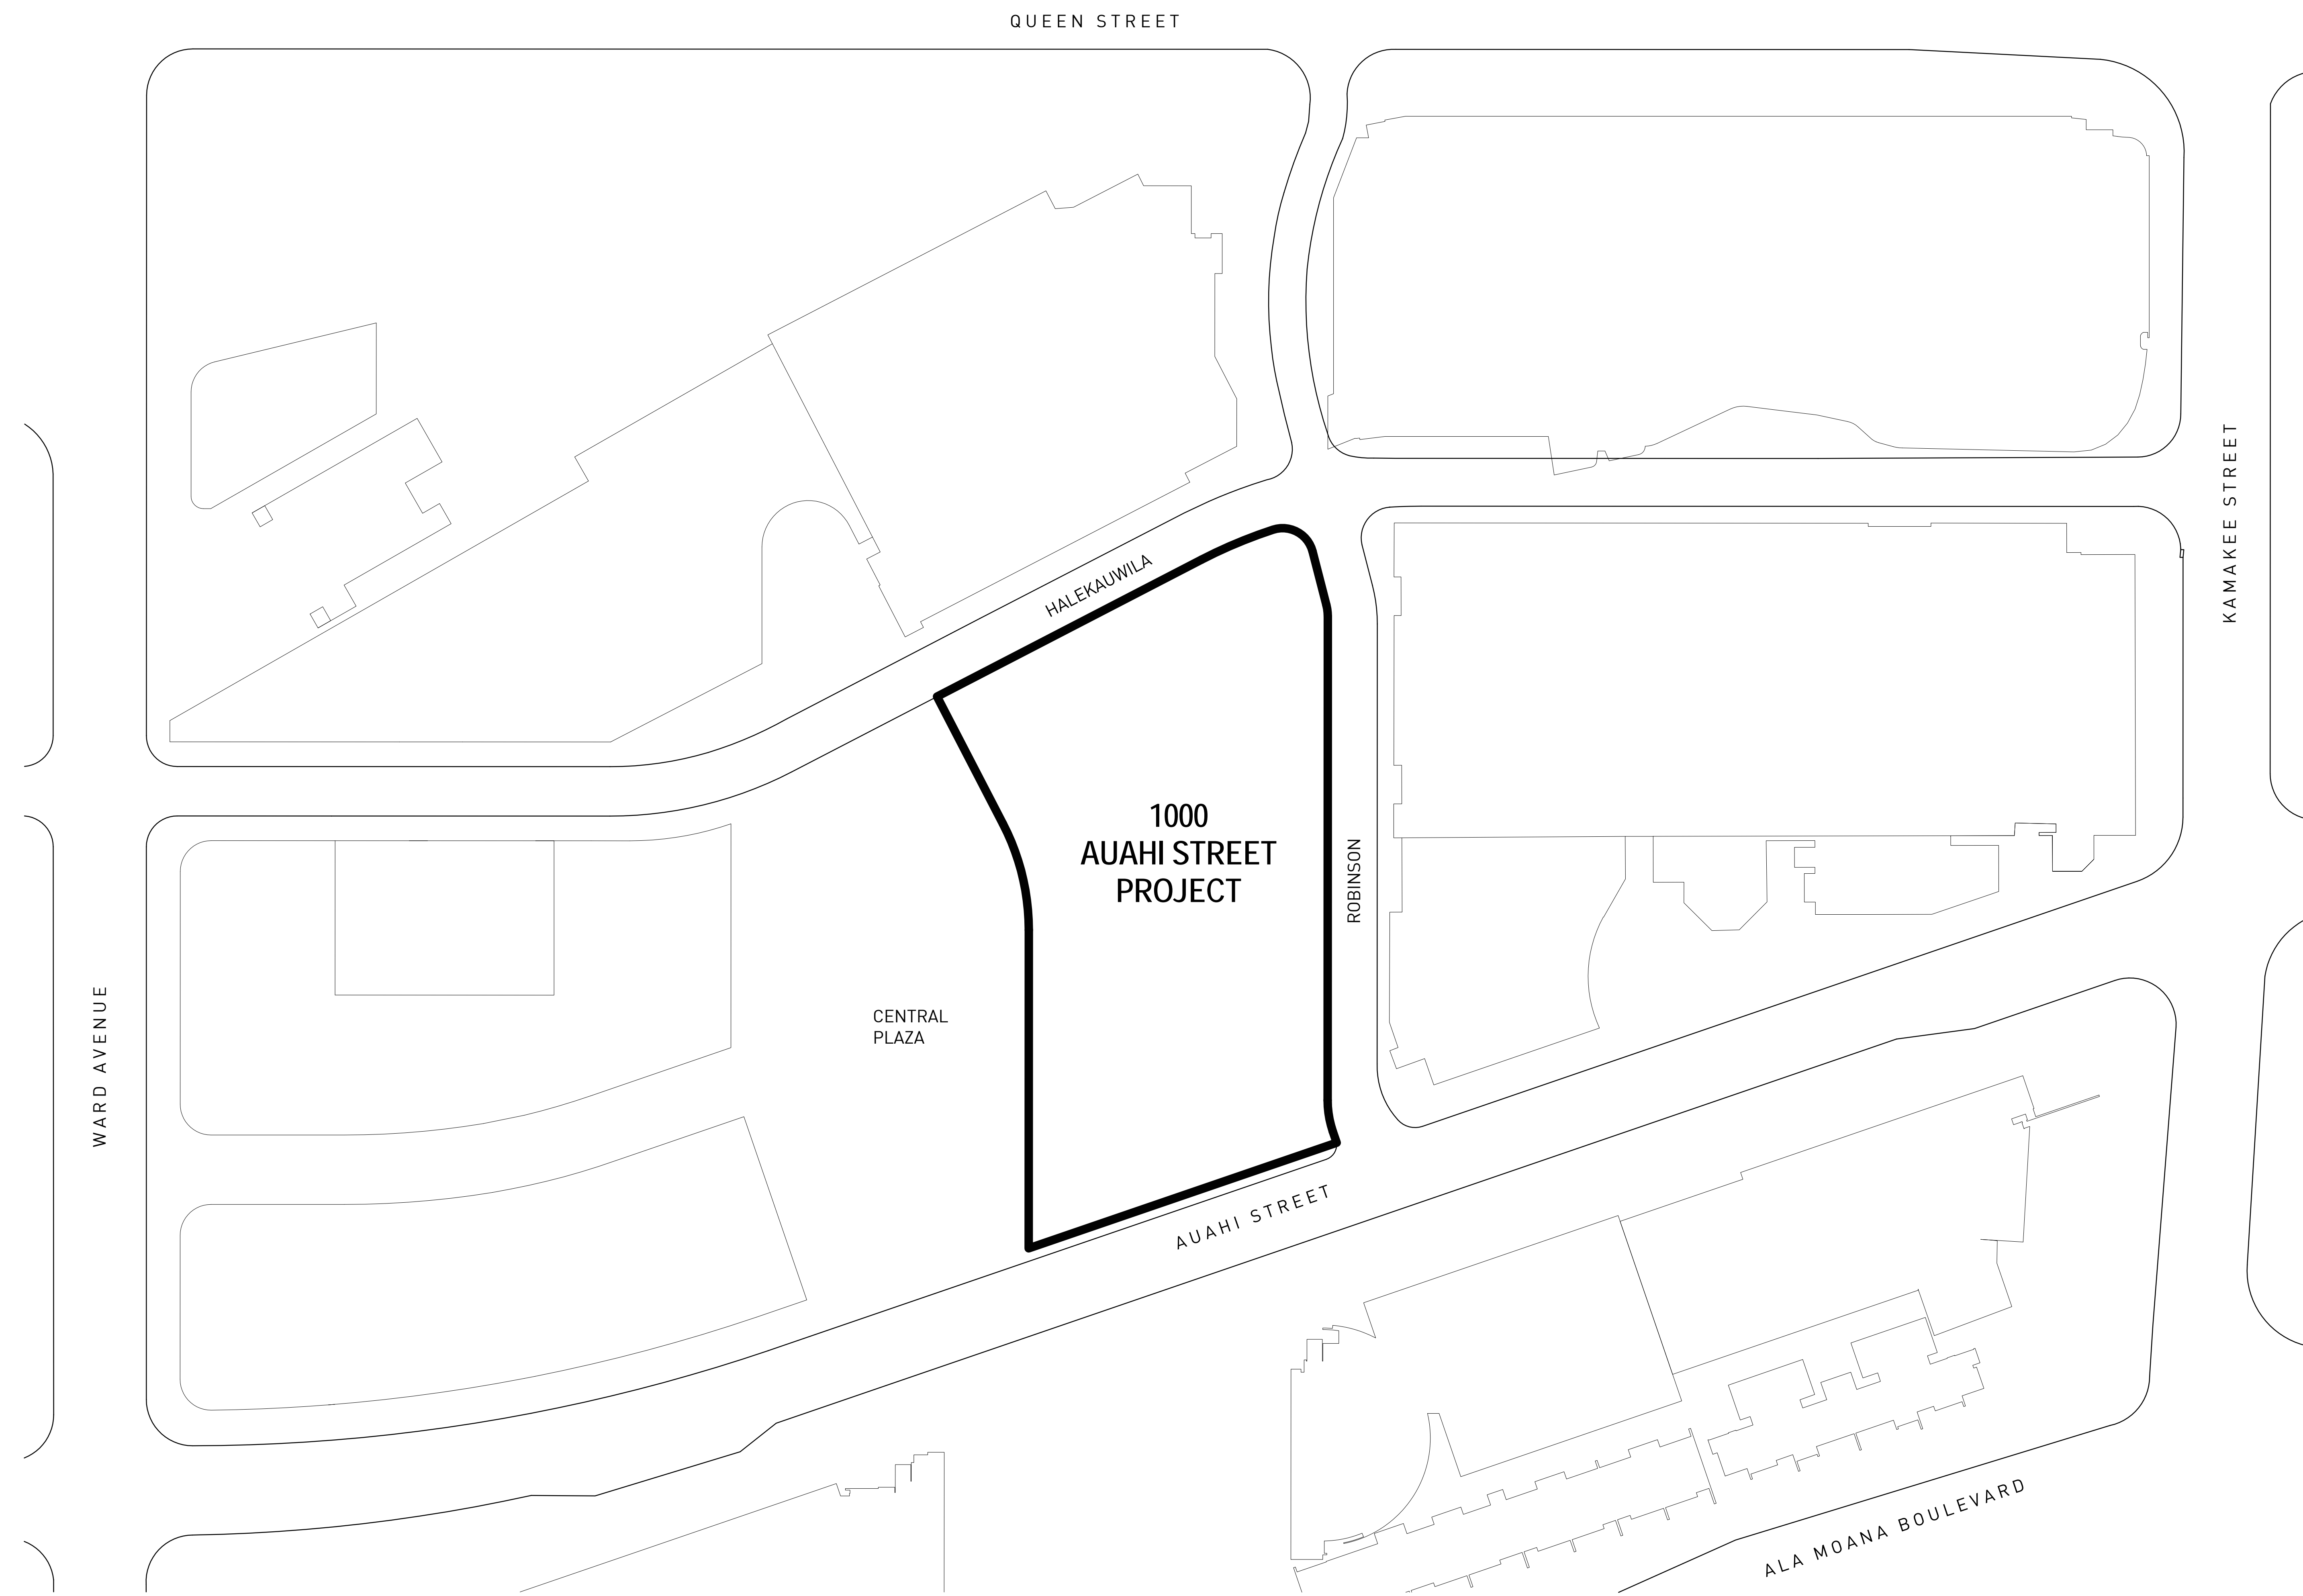 QUEEN STREET
KAMAKEE STREET
HALEKAUWILA
1000
AUAHI STREET
PROJECT
ROBINSON
CENTRAL
PLAZA
WARD AVENUE
AUAHI STREET
ALA MOANA BOULEVARD